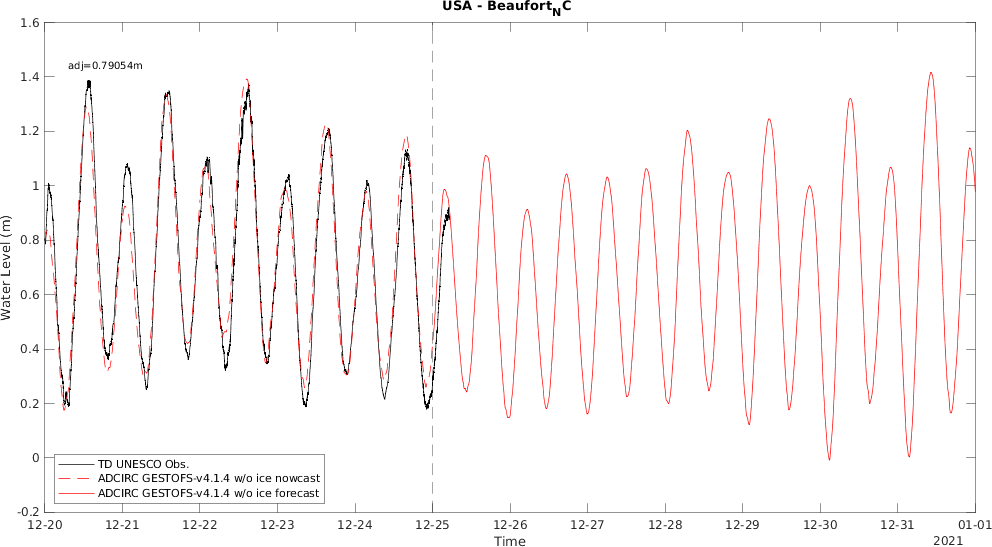 USA - Beaufort_NC
adj=0.79054m
1.6
1.4
1.2
1
0.8
0.6
0.4
0.2
0
-0.2
Water Level (m)
TD UNESCO Obs.
ADCIRC GESTOFS-v4.1.4 w/o ice nowcast
ADCIRC GESTOFS-v4.1.4 w/o ice forecast
12-20 12-21 12-22 12-23 12-24 12-25 12-26 12-27 12-28 12-29 12-30 12-31 01-01
Time
2021